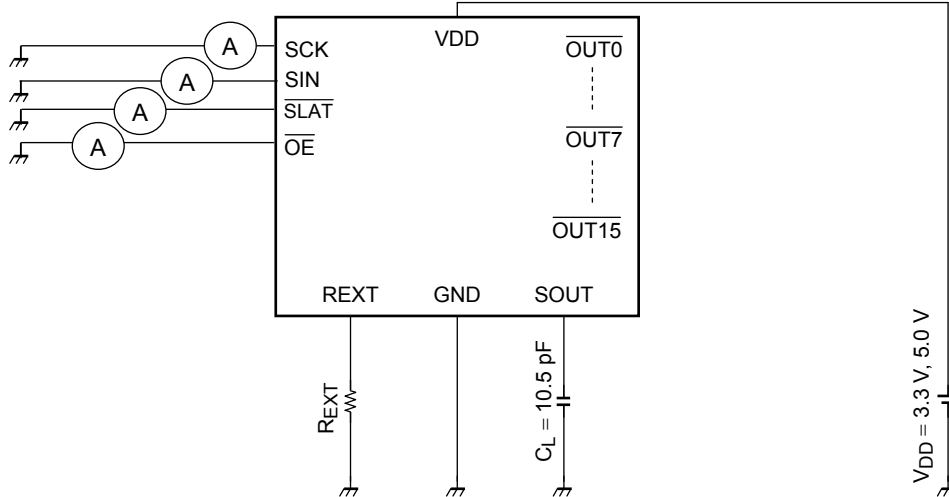 A
SCK
VDD
OUT0
A
SIN
A
SLAT
A
OE
OUT7
OUT15
REXT
GND
SOUT
REXT
CL = 10.5 pF
VDD = 3.3 V, 5.0 V